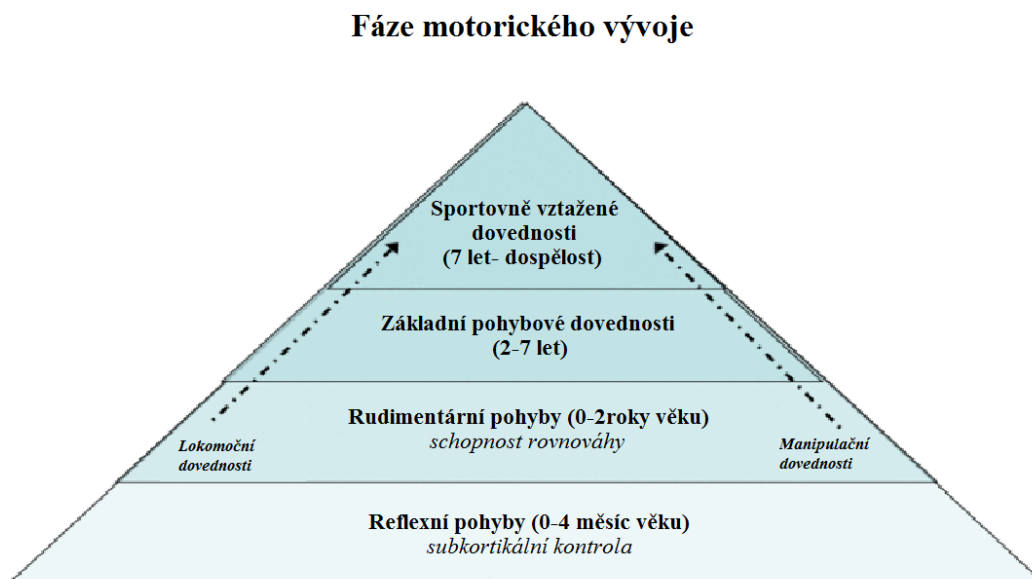 Fáze motorického vývoje
Sportovně vztažené
dovednosti
(7 let- dospělost)
Základní pohybové dovednosti
(2-7 let)
Rudimentární pohyby (0-2roky věku)
schopnost rovnováhy
Lokomoční
dovednosti
Manipulační
dovednosti
Reflexní pohyby (0-4 měsíc věku)
subkortikální kontrola